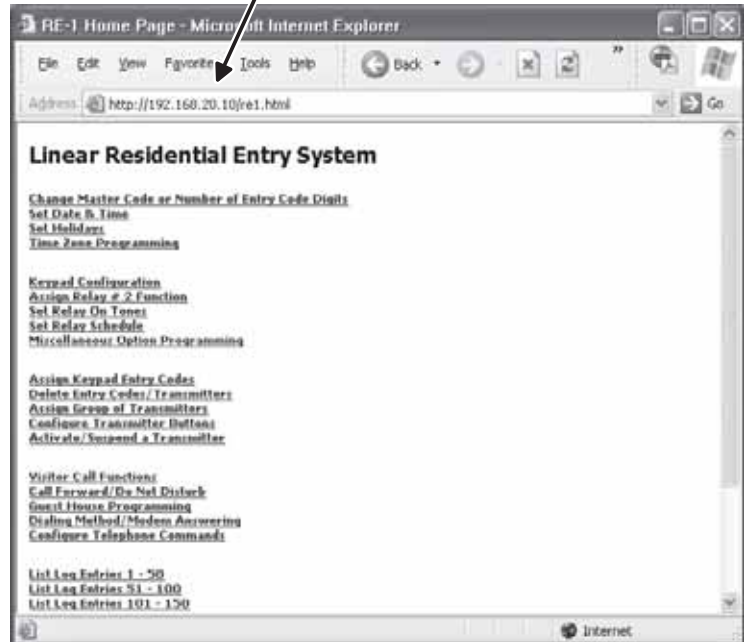 RE-1 Home Page - Microsoft Internet Explorer
File Edit View Favorites Tools Help Back
Address http://192.168.20.10/re1.html Go
Linear Residential Entry System
Change Master Code or Number of Entry Code Digits
Set Date & Time
Set Holidays
Time Zone Programming
Keypad Configuration
Assign Relay # 2 Function
Set Relay On Tones
Set Relay Schedule
Miscellaneous Option Programming
Assign Keypad Entry Codes
Delete Entry Codes/Transmitters
Assign Group of Transmitters
Configure Transmitter Buttons
Activate/Suspend a Transmitter
Visitor Call Functions
Call Forward/Do Not Disturb
Guest House Programming
Dialing Method/Modem Answering
Configure Telephone Commands
List Log Entries 1 - 50
List Log Entries 51 - 100
List Log Entries 101 - 150
Internet